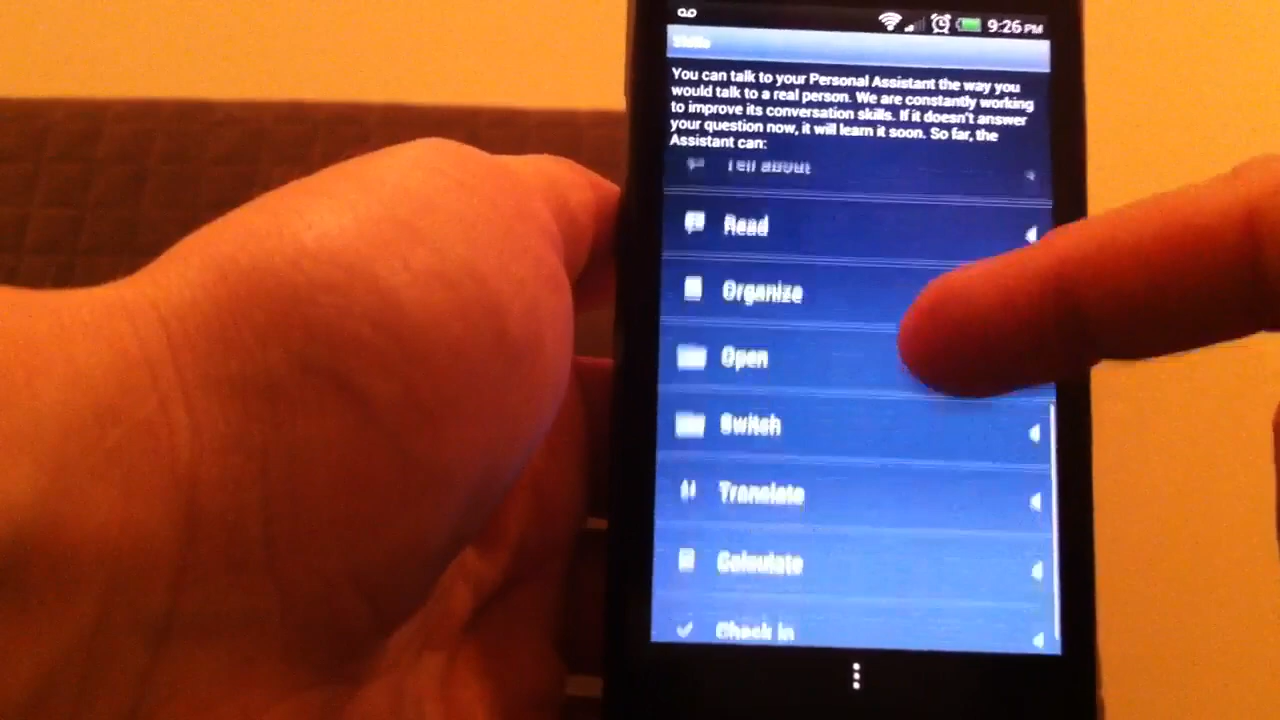 9:26 PM
Skills
You can talk to your Personal Assistant the way you
would talk to a real person. We are constantly working
to improve its conversation skills. If it doesn't answer
your question now, it will learn it soon. So far, the
Assistant can:
Tell about
Read
Organize
Open
Switch
Translate
Calculate
Check in